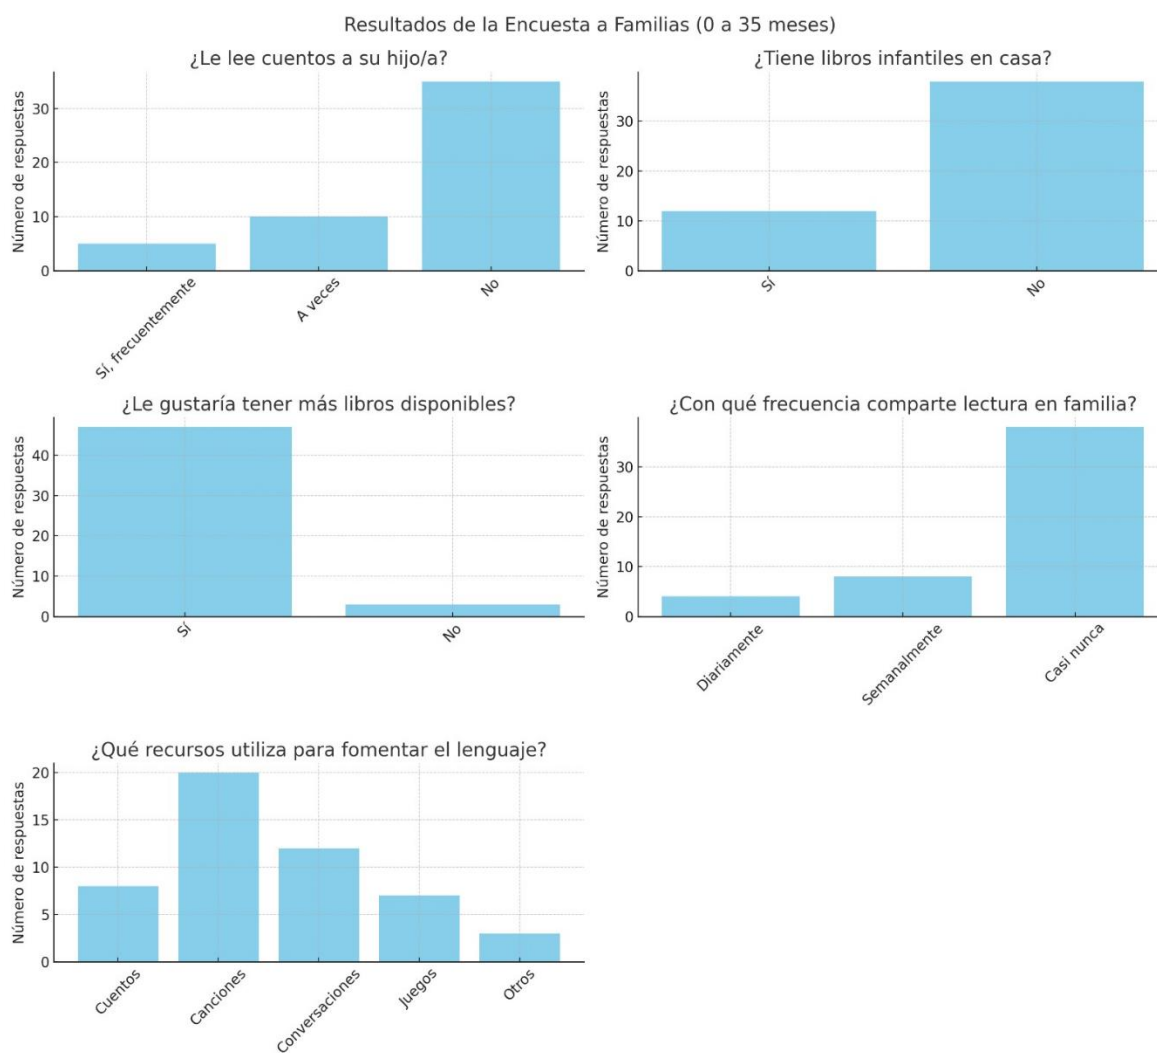 Resultados de la Encuesta a Familias (0 a 35 meses)
¿Le lee cuentos a su hijo/a?
Número de respuestas
30
20
10
0
Sí, frecuentemente
A veces
No
¿Tiene libros infantiles en casa?
Número de respuestas
30
20
10
0
Sí
No
¿Le gustaría tener más libros disponibles?
Número de respuestas
40
30
20
10
0
Sí
No
¿Con qué frecuencia comparte lectura en familia?
Número de respuestas
30
20
10
0
Diariamente
Semanalmente
Casi nunca
¿Qué recursos utiliza para fomentar el lenguaje?
Número de respuestas
20
15
10
5
0
Cuentos
Canciones
Conversaciones
Juegos
Otros